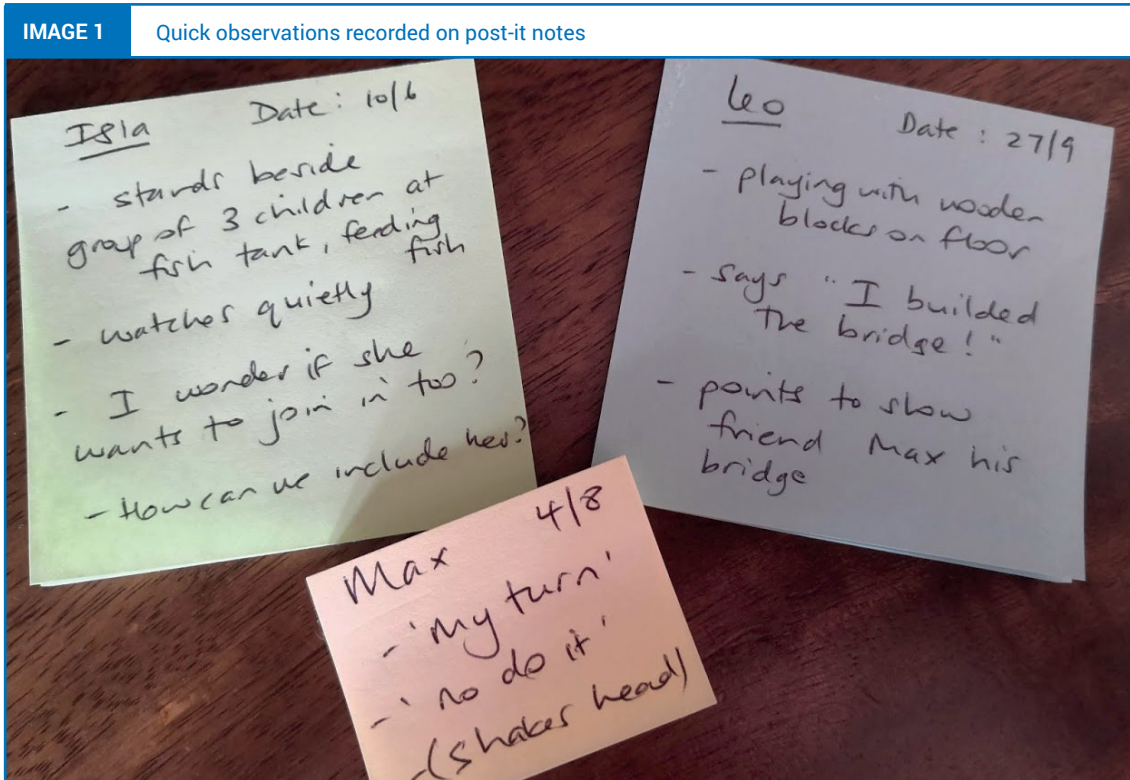 IMAGE 1
Quick observations recorded on post-it notes
Isla Date: 10/6
- stands beside
group of 3 children at
fish tank, feeding
fish
- watches quietly
- I wonder if she
wants to join in too?
- How can we include her?
Leo
Date: 27/9
- playing with wooden
blocks on floor
- says "I builded
the bridge!"
- points to show
friend Max his
bridge
Max 4/8
- 'my turn'
- 'no do it'
- (shakes head)